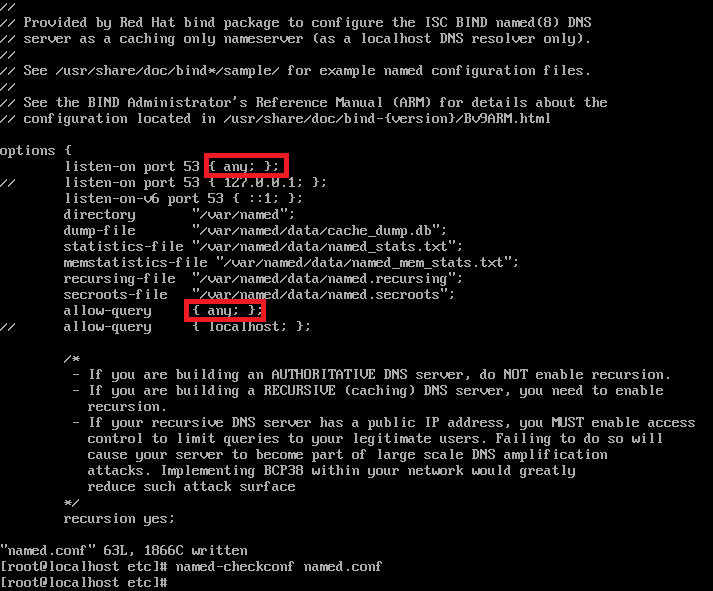 //
// Provided by Red Hat bind package to configure the ISC BIND named(8) DNS
// server as a caching only nameserver (as a localhost DNS resolver only).
//
// See /usr/share/doc/bind*/sample/ for example named configuration files.
//
// See the BIND Administrator's Reference Manual (ARM) for details about the
// configuration located in /usr/share/doc/bind-{version}/Bv9ARM.html

options {
        listen-on port 53 { any; };
//      listen-on port 53 { 127.0.0.1; };
        listen-on-v6 port 53 { ::1; };
        directory       "/var/named";
        dump-file       "/var/named/data/cache_dump.db";
        statistics-file "/var/named/data/named_stats.txt";
        memstatistics-file "/var/named/data/named_mem_stats.txt";
        recursing-file  "/var/named/data/named.recursing";
        secroots-file   "/var/named/data/named.secroots";
        allow-query     { any; };
//      allow-query     { localhost; };

        /*
         - If you are building an AUTHORITATIVE DNS server, do NOT enable recursion.
         - If you are building a RECURSIVE (caching) DNS server, you need to enable
           recursion.
         - If your recursive DNS server has a public IP address, you MUST enable access
           control to limit queries to your legitimate users. Failing to do so will
           cause your server to become part of large scale DNS amplification
           attacks. Implementing BCP38 within your network would greatly
           reduce such attack surface
        */
        recursion yes;

"named.conf" 63L, 1866C written
[root@localhost etc]# named-checkconf named.conf
[root@localhost etc]#